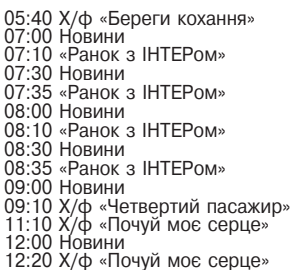 05:40 Х/ф «Береги кохання»
07:00 Новини
07:10 «Ранок з ІНТЕРом»
07:30 Новини
07:35 «Ранок з ІНТЕРом»
08:00 Новини
08:10 «Ранок з ІНТЕРом»
08:30 Новини
08:35 «Ранок з ІНТЕРом»
09:00 Новини
09:10 Х/ф «Четвертий пасажир»
11:10 Х/ф «Почуй моє серце»
12:00 Новини
12:20 Х/ф «Почуй моє серце»